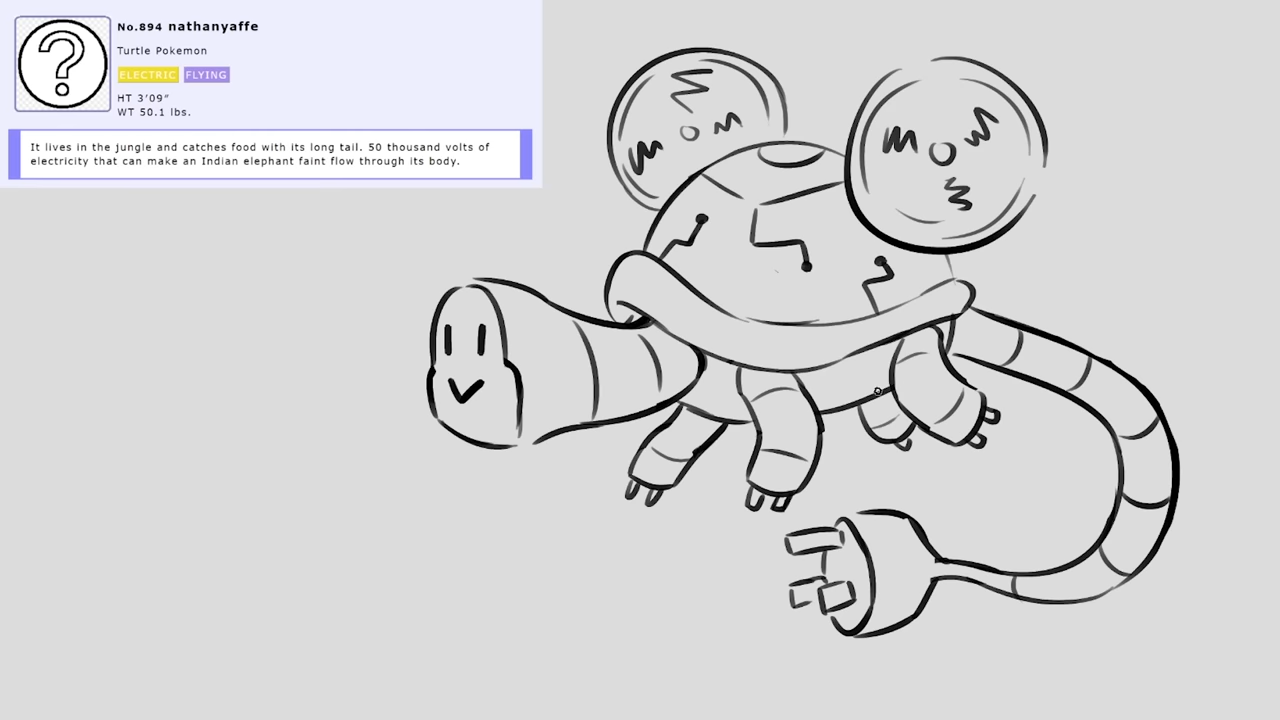 No.894 nathanyaffe
Turtle Pokemon
ELECTRIC FLYING
HT 3'09"
WT 50.1 lbs.
It lives in the jungle and catches food with its long tail. 50 thousand volts of
electricity that can make an Indian elephant faint flow through its body.